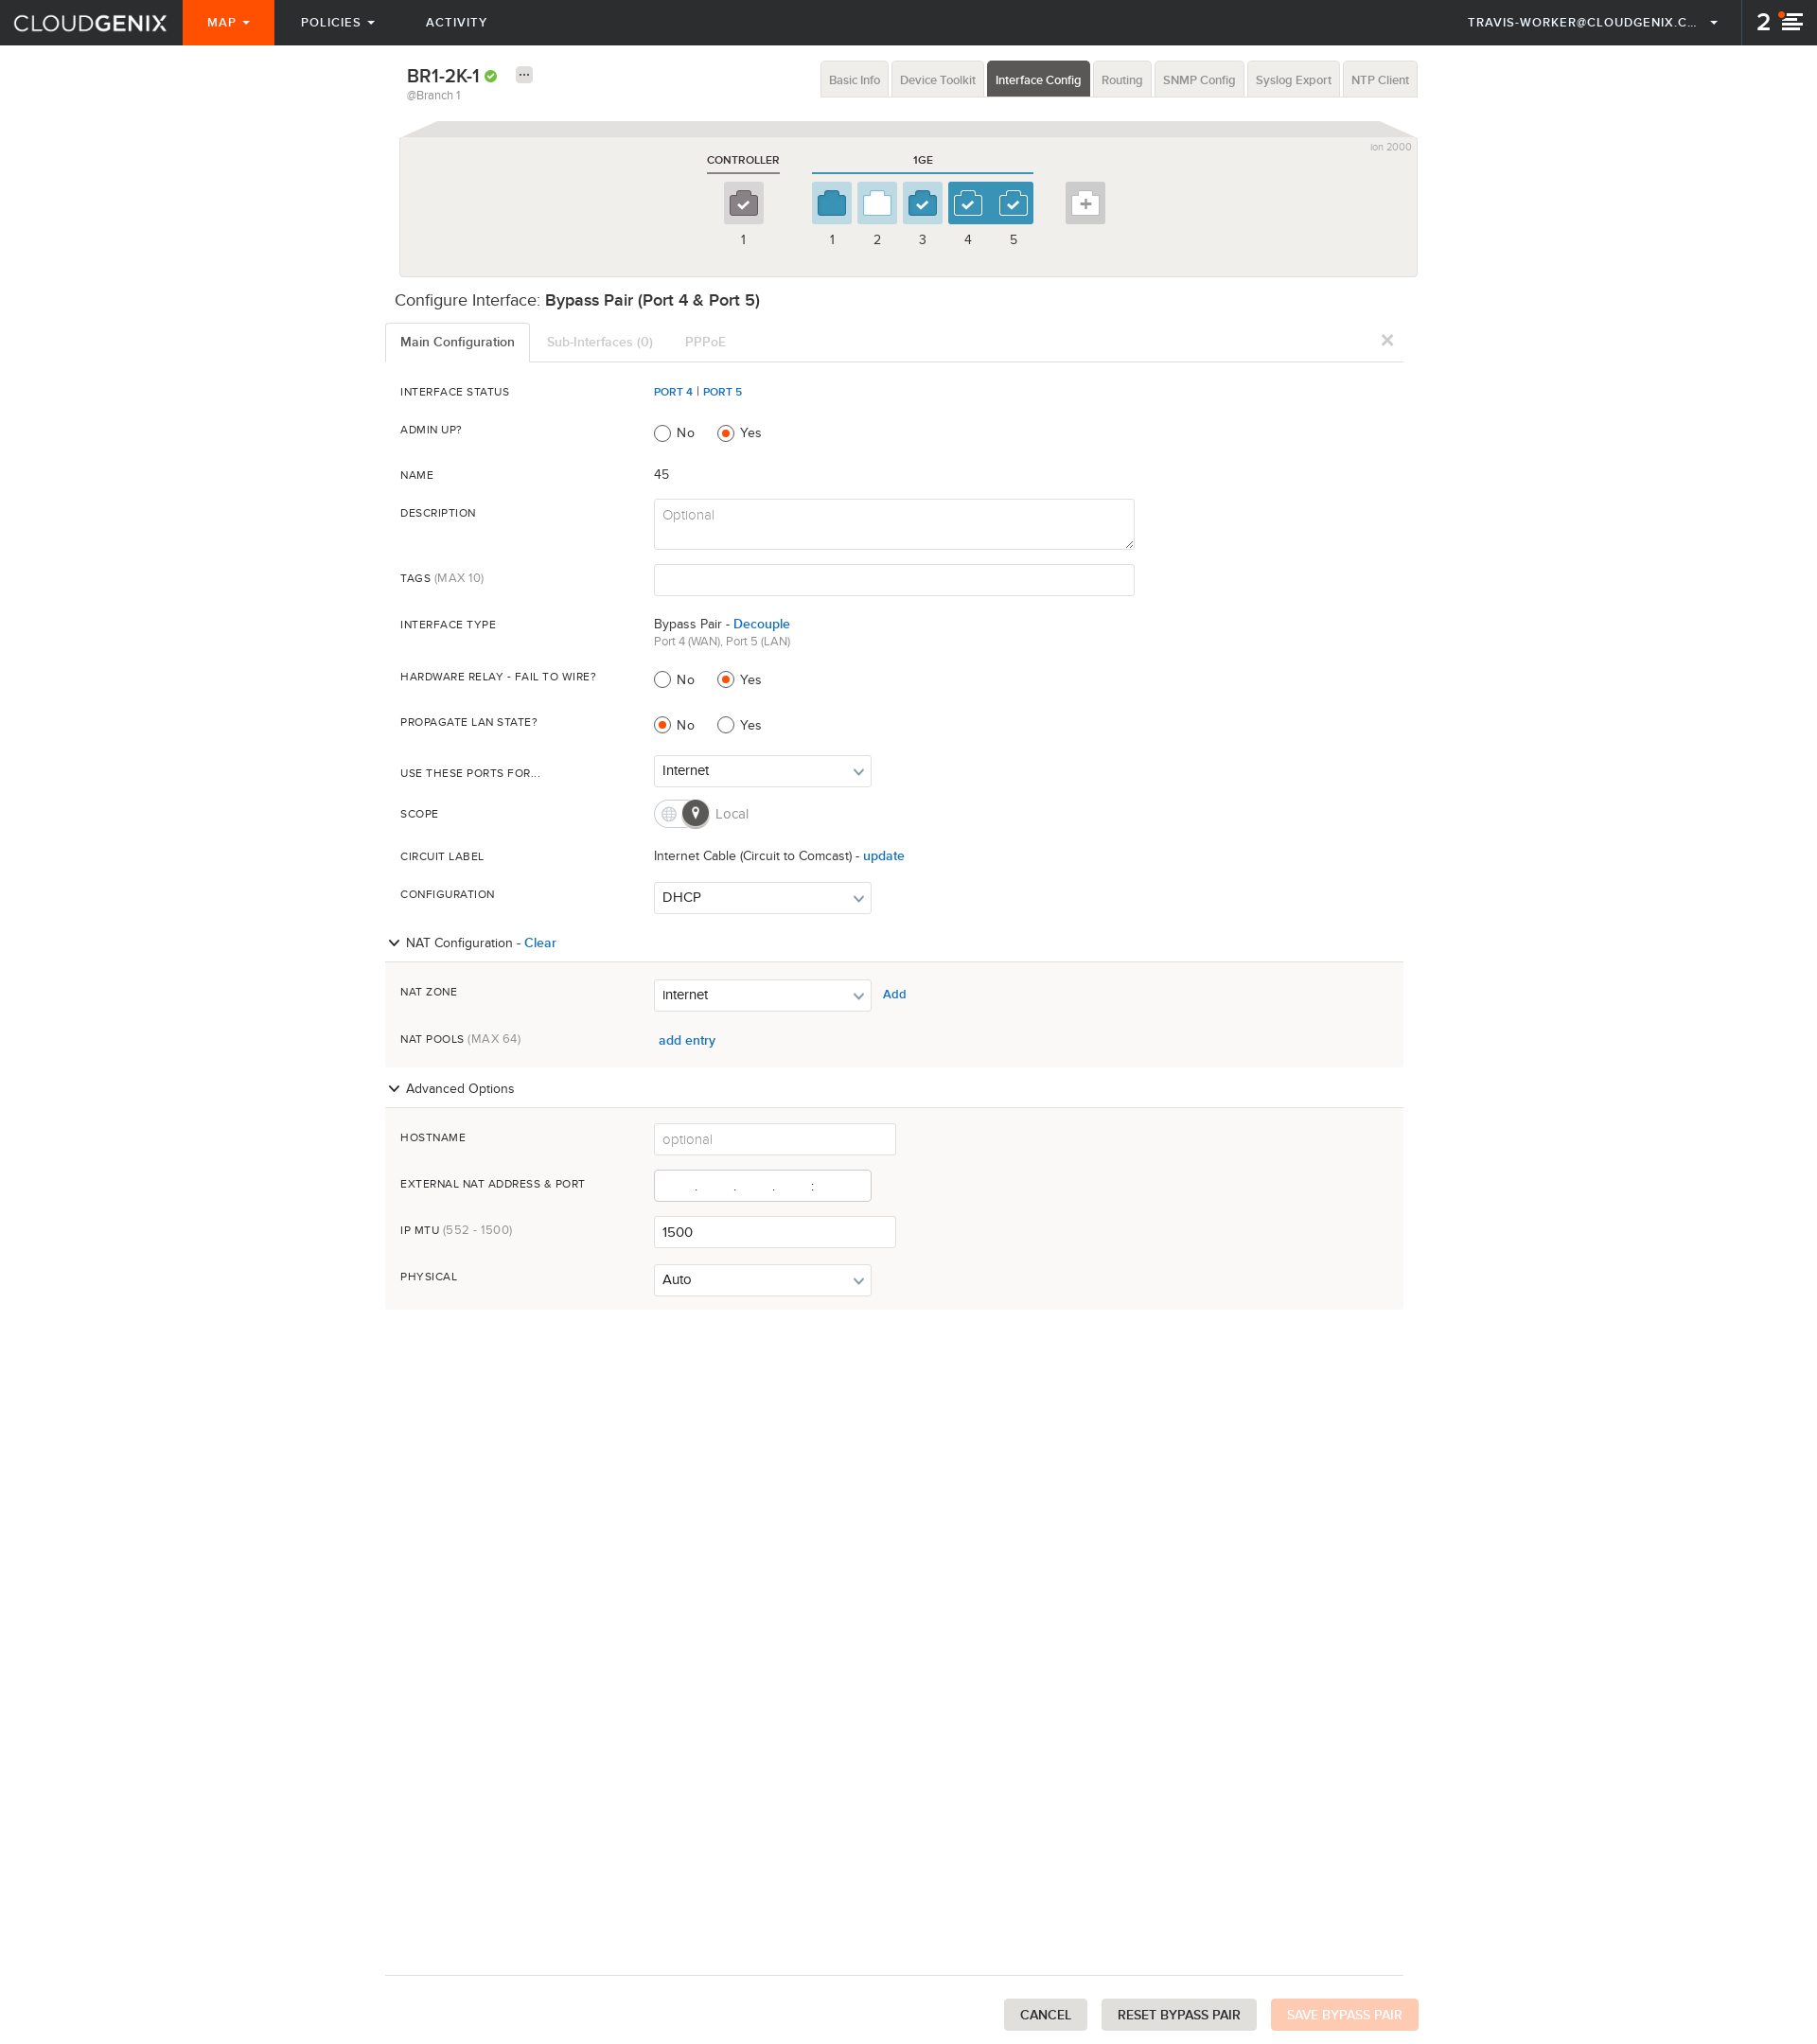 CLOUDGENIX MAP POLICIES ACTIVITY TRAVIS-WORKER@CLOUDGENIX.C... 2
BR1-2K-1
@Branch 1
Basic Info Device Toolkit Interface Config Routing SNMP Config Syslog Export NTP Client
ion 2000
CONTROLLER 1GE
1 1 2 3 4 5
Configure Interface: Bypass Pair (Port 4 & Port 5)
Main Configuration Sub-Interfaces (0) PPPoE
INTERFACE STATUS PORT 4 | PORT 5
ADMIN UP? No Yes
NAME 45
DESCRIPTION Optional
TAGS (MAX 10)
INTERFACE TYPE Bypass Pair - Decouple
Port 4 (WAN), Port 5 (LAN)
HARDWARE RELAY - FAIL TO WIRE? No Yes
PROPAGATE LAN STATE? No Yes
USE THESE PORTS FOR... Internet
SCOPE Local
CIRCUIT LABEL Internet Cable (Circuit to Comcast) - update
CONFIGURATION DHCP
NAT Configuration - Clear
NAT ZONE internet Add
NAT POOLS (MAX 64) add entry
Advanced Options
HOSTNAME optional
EXTERNAL NAT ADDRESS & PORT . . . :
IP MTU (552 - 1500) 1500
PHYSICAL Auto
CANCEL RESET BYPASS PAIR SAVE BYPASS PAIR